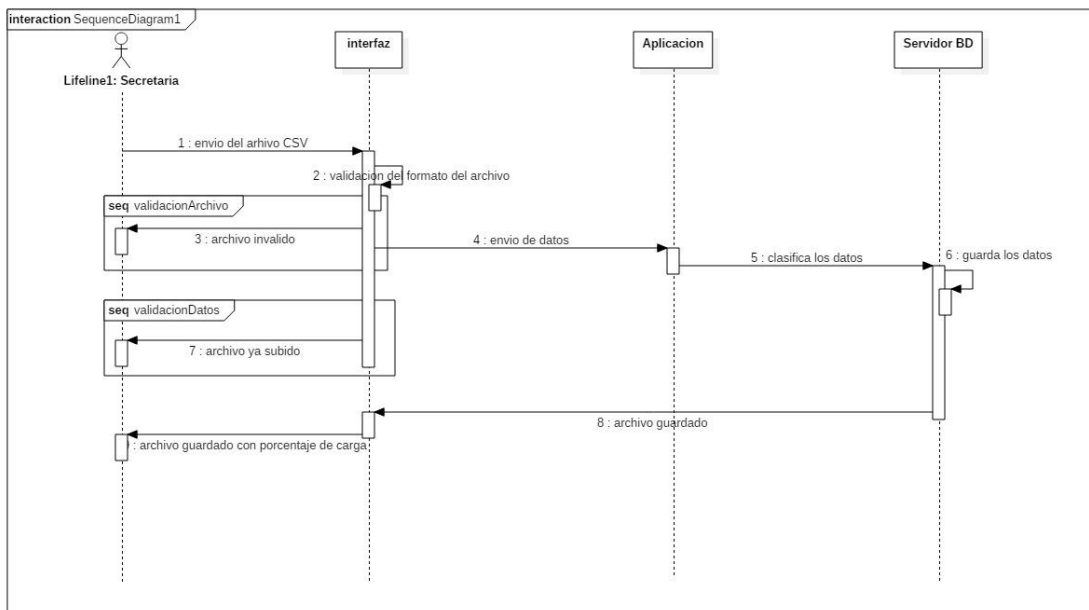 interaction SequenceDiagram1
interfaz
Aplicacion
Servidor BD
Lifeline1: Secretaria
1 : envio del arhivo CSV
2 : validacion del formato del archivo
seq validacionArchivo
3 : archivo invalido
4 : envio de datos
5 : clasifica los datos
6 : guarda los datos
seq validacionDatos
7 : archivo ya subido
8 : archivo guardado
: archivo guardado con porcentaje de carga